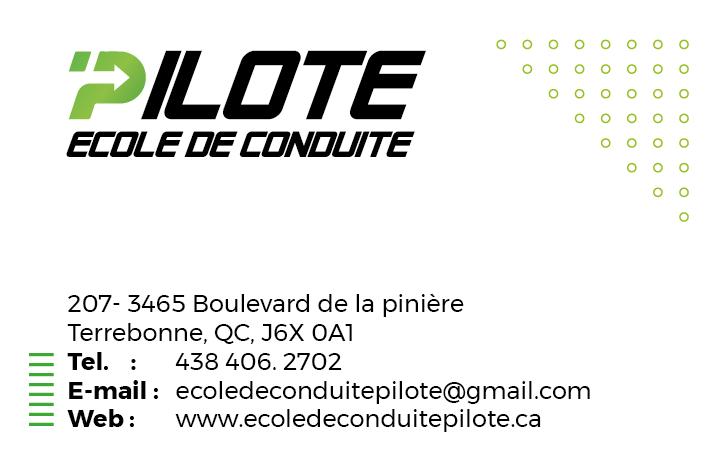 PILOTE
ECOLE DE CONDUITE
207- 3465 Boulevard de la pinière
Terrebonne, QC, J6X 0A1
Tel. : 438 406. 2702
E-mail : ecoledeconduitepilote@gmail.com
Web : www.ecoledeconduitepilote.ca